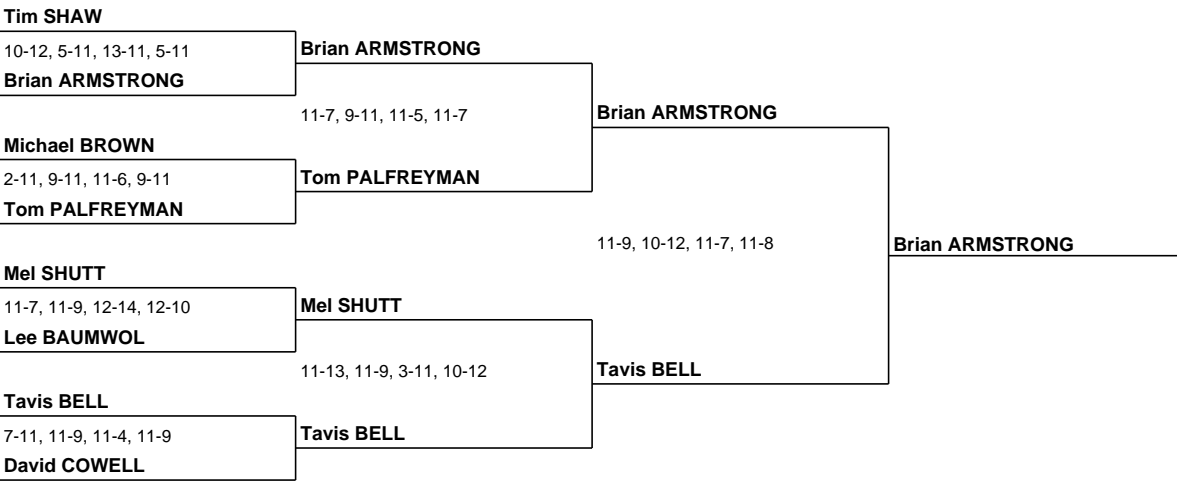 Tim SHAW
10-12, 5-11, 13-11, 5-11
Brian ARMSTRONG
Brian ARMSTRONG
11-7, 9-11, 11-5, 11-7
Brian ARMSTRONG
Michael BROWN
2-11, 9-11, 11-6, 9-11
Tom PALFREYMAN
Tom PALFREYMAN
11-9, 10-12, 11-7, 11-8
Brian ARMSTRONG
Mel SHUTT
11-7, 11-9, 12-14, 12-10
Mel SHUTT
Lee BAUMWOL
11-13, 11-9, 3-11, 10-12
Tavis BELL
Tavis BELL
7-11, 11-9, 11-4, 11-9
Tavis BELL
David COWELL